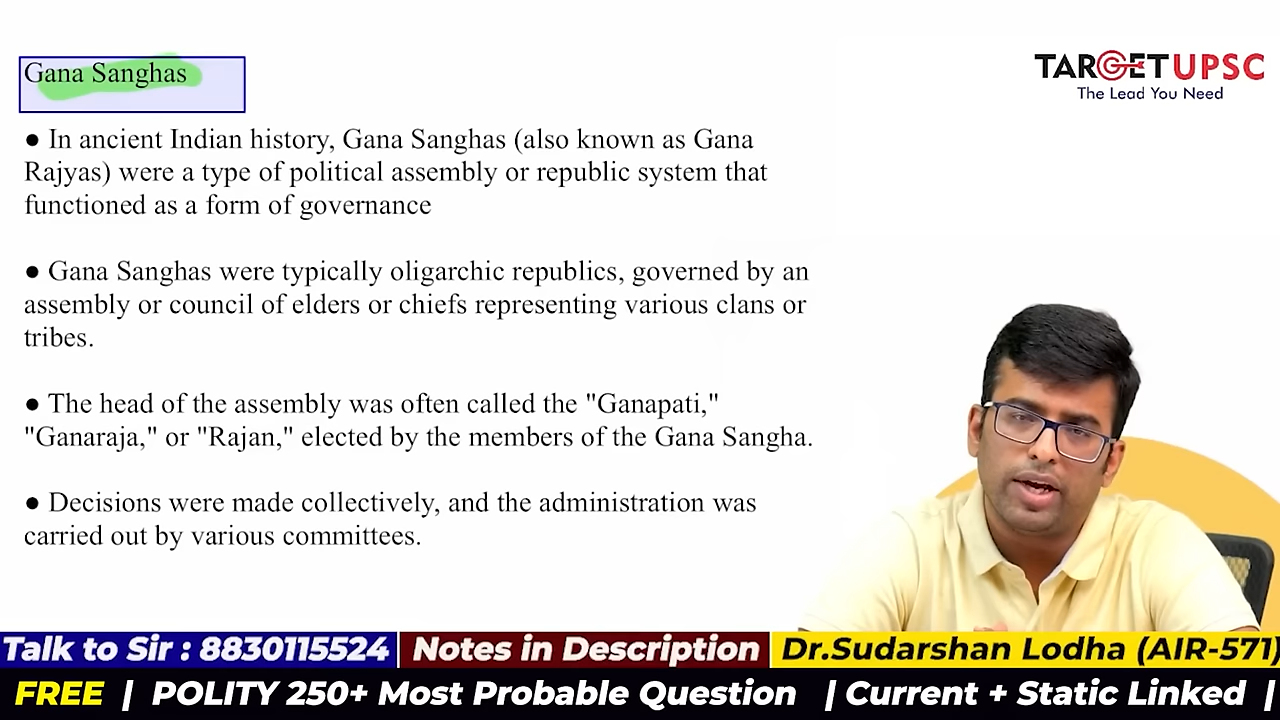 Gana Sanghas
TARGET UPSC
The Lead You Need
● In ancient Indian history, Gana Sanghas (also known as Gana
Rajyas) were a type of political assembly or republic system that
functioned as a form of governance
● Gana Sanghas were typically oligarchic republics, governed by an
assembly or council of elders or chiefs representing various clans or
tribes.
● The head of the assembly was often called the "Ganapati,"
"Ganaraja," or "Rajan," elected by the members of the Gana Sangha.
● Decisions were made collectively, and the administration was
carried out by various committees.
Talk to Sir : 8830115524 Notes in Description Dr.Sudarshan Lodha (AIR-571)
FREE | POLITY 250+ Most Probable Question | Current + Static Linked |